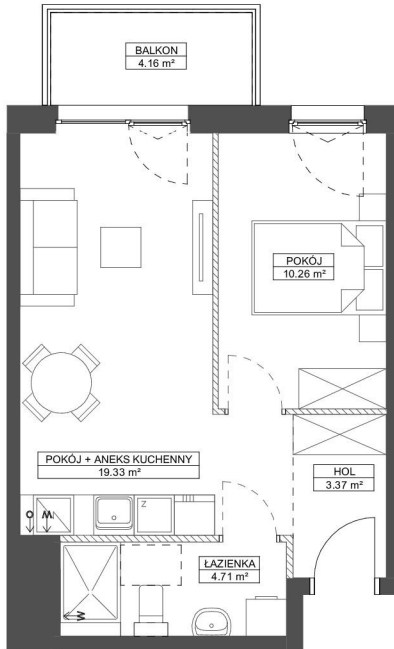 BALKON
4.16 m²
POKÓJ
10.26 m²
POKÓJ + ANEKS KUCHENNY
19.33 m²
HOL
3.37 m²
Z
O W
ŁAZIENKA
4.71 m²
W